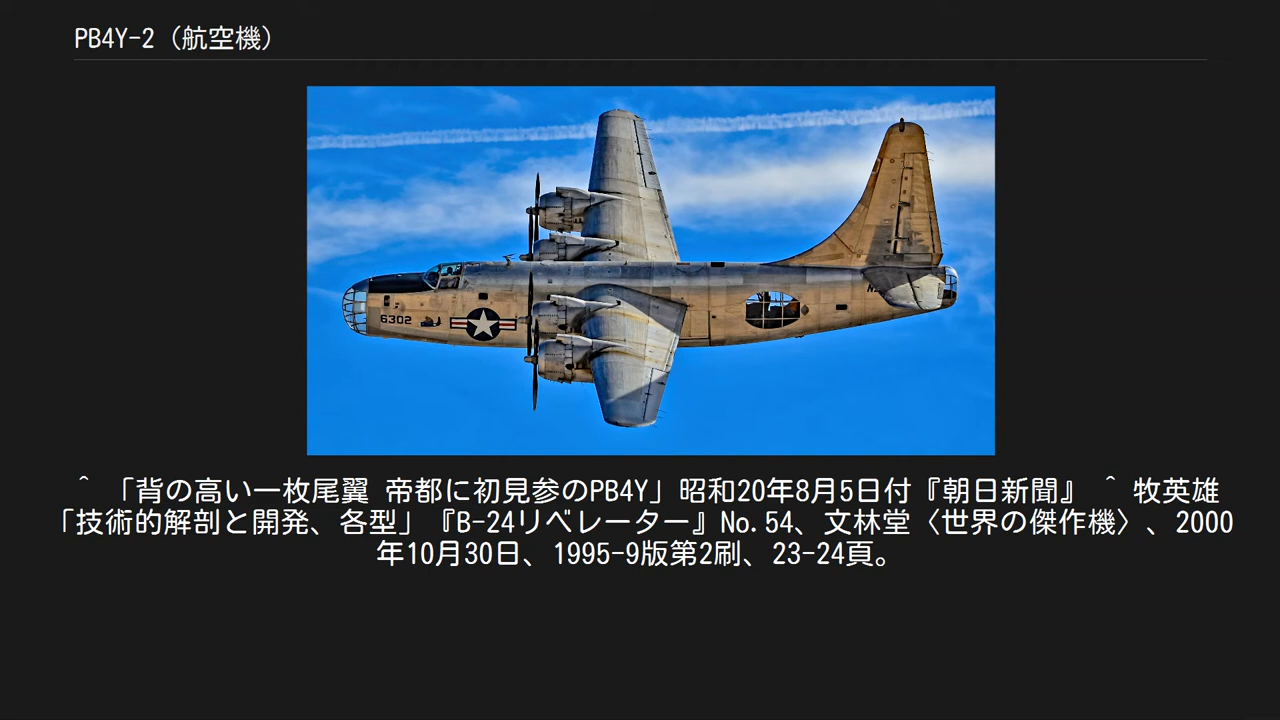 PB4Y-2（航空機）
6302
^ 「背の高い一枚尾翼 帝都に初見参のPB4Y」昭和20年8月5日付『朝日新聞』 ^ 牧英雄
「技術的解剖と開発、各型」『B-24リベレーター』No.54、文林堂〈世界の傑作機〉、2000
年10月30日、1995-9版第2刷、23-24頁。